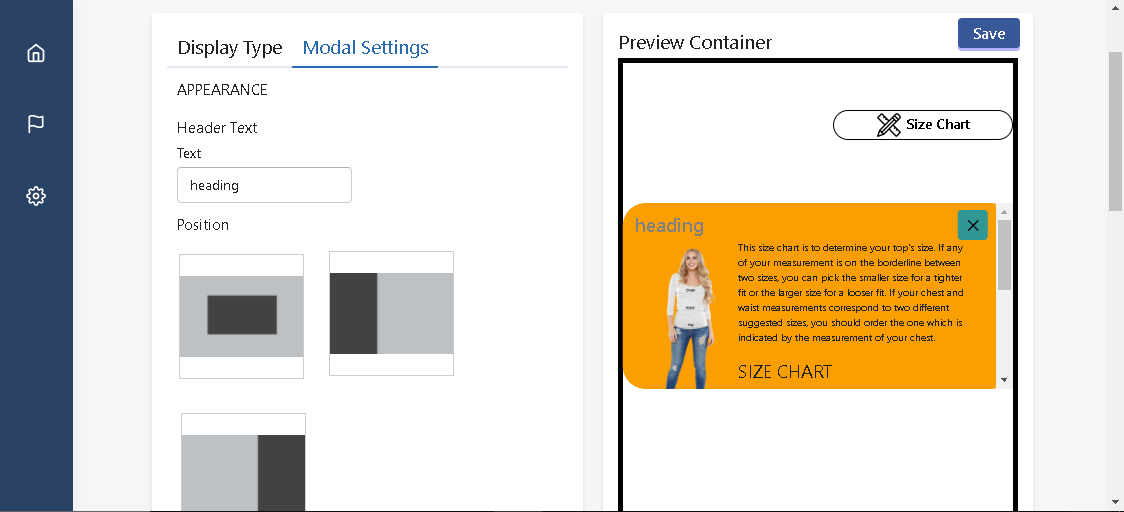 Display Type Modal Settings
APPEARANCE
Header Text
Text
heading
Position
Preview Container
Save
Size Chart
heading
This size chart is to determine your top's size. If any
of your measurement is on the borderline between
two sizes, you can pick the smaller size for a tighter
fit or the larger size for a looser fit. If your chest and
waist measurements correspond to two different
suggested sizes, you should order the one which is
indicated by the measurement of your chest.
SIZE CHART